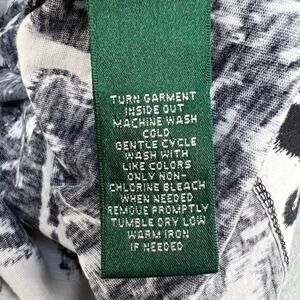 TURN GARMENT
INSIDE OUT
MACHINE WASH
COLD
GENTLE CYCLE
WASH WITH
LIKE COLORS
ONLY NON-
CHLORINE BLEACH
WHEN NEEDED
REMOVE PROMPTLY
TUMBLE DRY LOW
WARM IRON
IF NEEDED